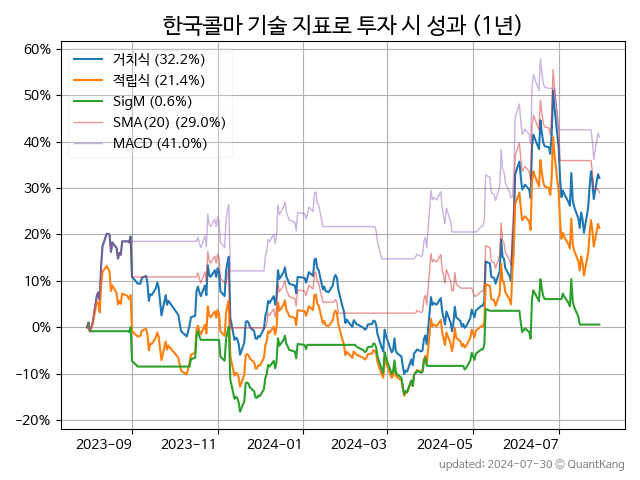 한국콜마 기술 지표로 투자 시 성과 (1년)
60%
50%
40%
30%
20%
10%
0%
−10%
−20%
거치식 (32.2%)
적립식 (21.4%)
SigM (0.6%)
SMA(20) (29.0%)
MACD (41.0%)
2023-09 2023-11 2024-01 2024-03 2024-05 2024-07
updated: 2024-07-30 © QuantKang